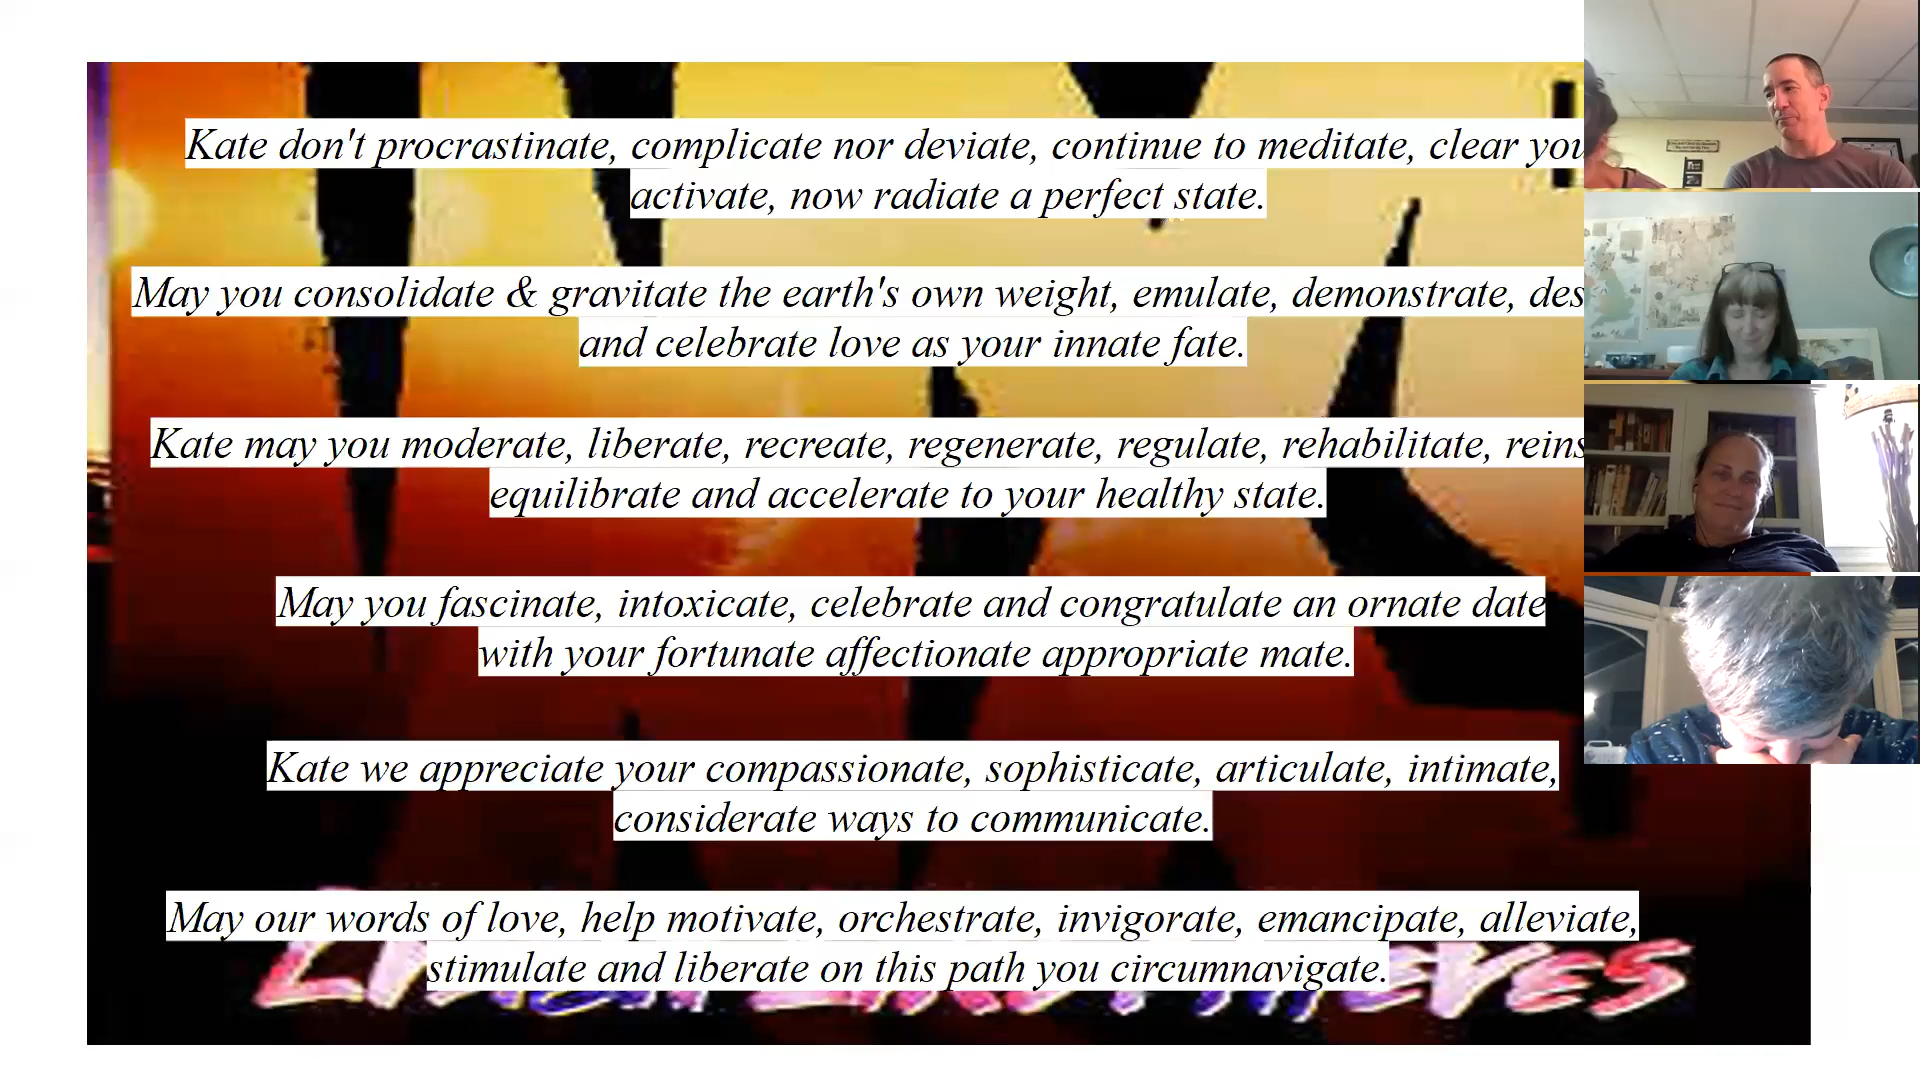 Kate don't procrastinate, complicate nor deviate, continue to meditate, clear
activate, now radiate a perfect state.
May you consolidate & gravitate the earth's own weight, emulate, demonstrate,
and celebrate love as your innate fate.
Kate may you moderate, liberate, recreate, regenerate, regulate, rehabilitate,
equilibrate and accelerate to your healthy state.
May you fascinate, intoxicate, celebrate and congratulate an ornate date
with your fortunate affectionate appropriate mate.
Kate we appreciate your compassionate, sophisticate, articulate, intimate,
considerate ways to communicate.
May our words of love, help motivate, orchestrate, invigorate, emancipate, alleviate,
stimulate and liberate on this path you circumnavigate.